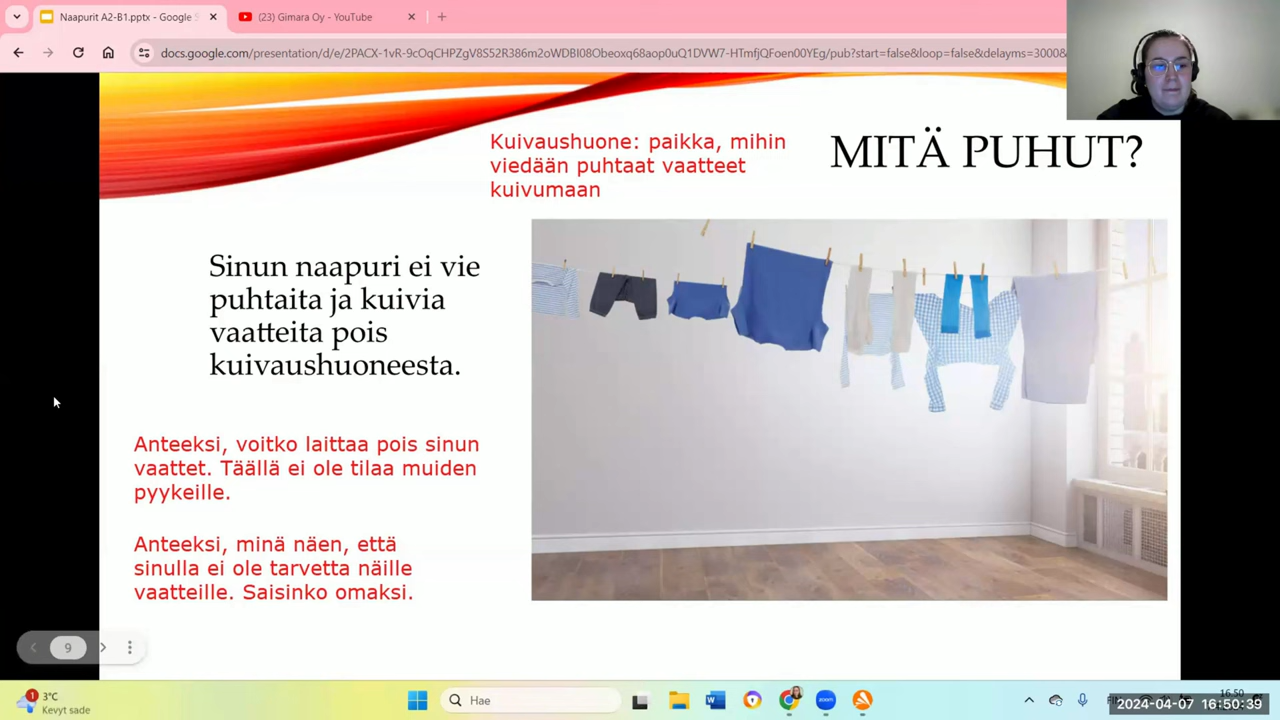 Naapurit A2-B1.pptx - Google
(23) Gimara Oy - YouTube
docs.google.com/presentation/d/e/2PACX-1vR-9cOqCHPZgV8S52R386m2oWDBI08Obeoxq68aop0uQ1DVW7-HTmfjQFoen00YEg/pub?start=false&loop=false&delayms=3000&
Kuivaushuone: paikka, mihin
viedään puhtaat vaatteet
kuivumaan
MITÄ PUHUT?
Sinun naapuri ei vie
puhtaita ja kuivia
vaatteita pois
kuivaushuoneesta.
Anteeksi, voitko laittaa pois sinun
vaattet. Täällä ei ole tilaa muiden
pyykeille.
Anteeksi, minä näen, että
sinulla ei ole tarvetta näille
vaatteille. Saisinko omaksi.
9
1
3°C
Kevyt sade
Hae
16.50
2024-04-07 16:50:39